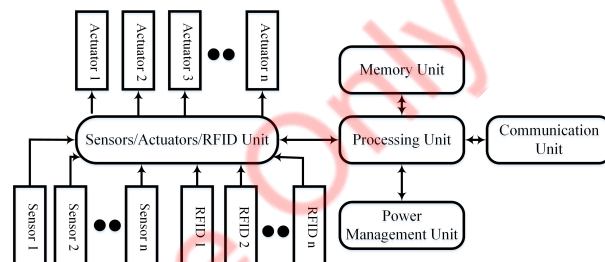 Actuator 1
Actuator 2
Actuator 3
Actuator n
Memory Unit
Sensors/Actuators/RFID Unit
Processing Unit
Communication
Unit
Sensor 1
Sensor 2
Sensor n
RFID 1
RFID 2
RFID n
Power
Management Unit
e Only